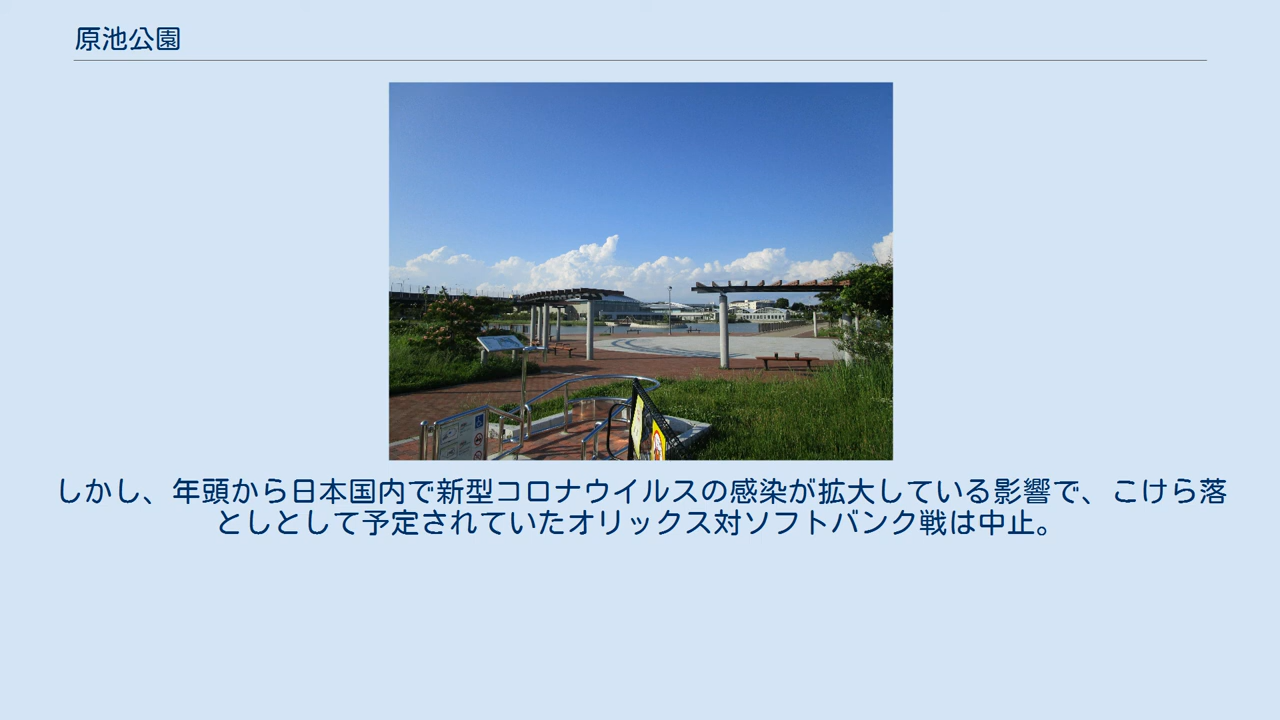 原池公園
しかし、年頭から日本国内で新型コロナウイルスの感染が拡大している影響で、こけら落
としとして予定されていたオリックス対ソフトバンク戦は中止。